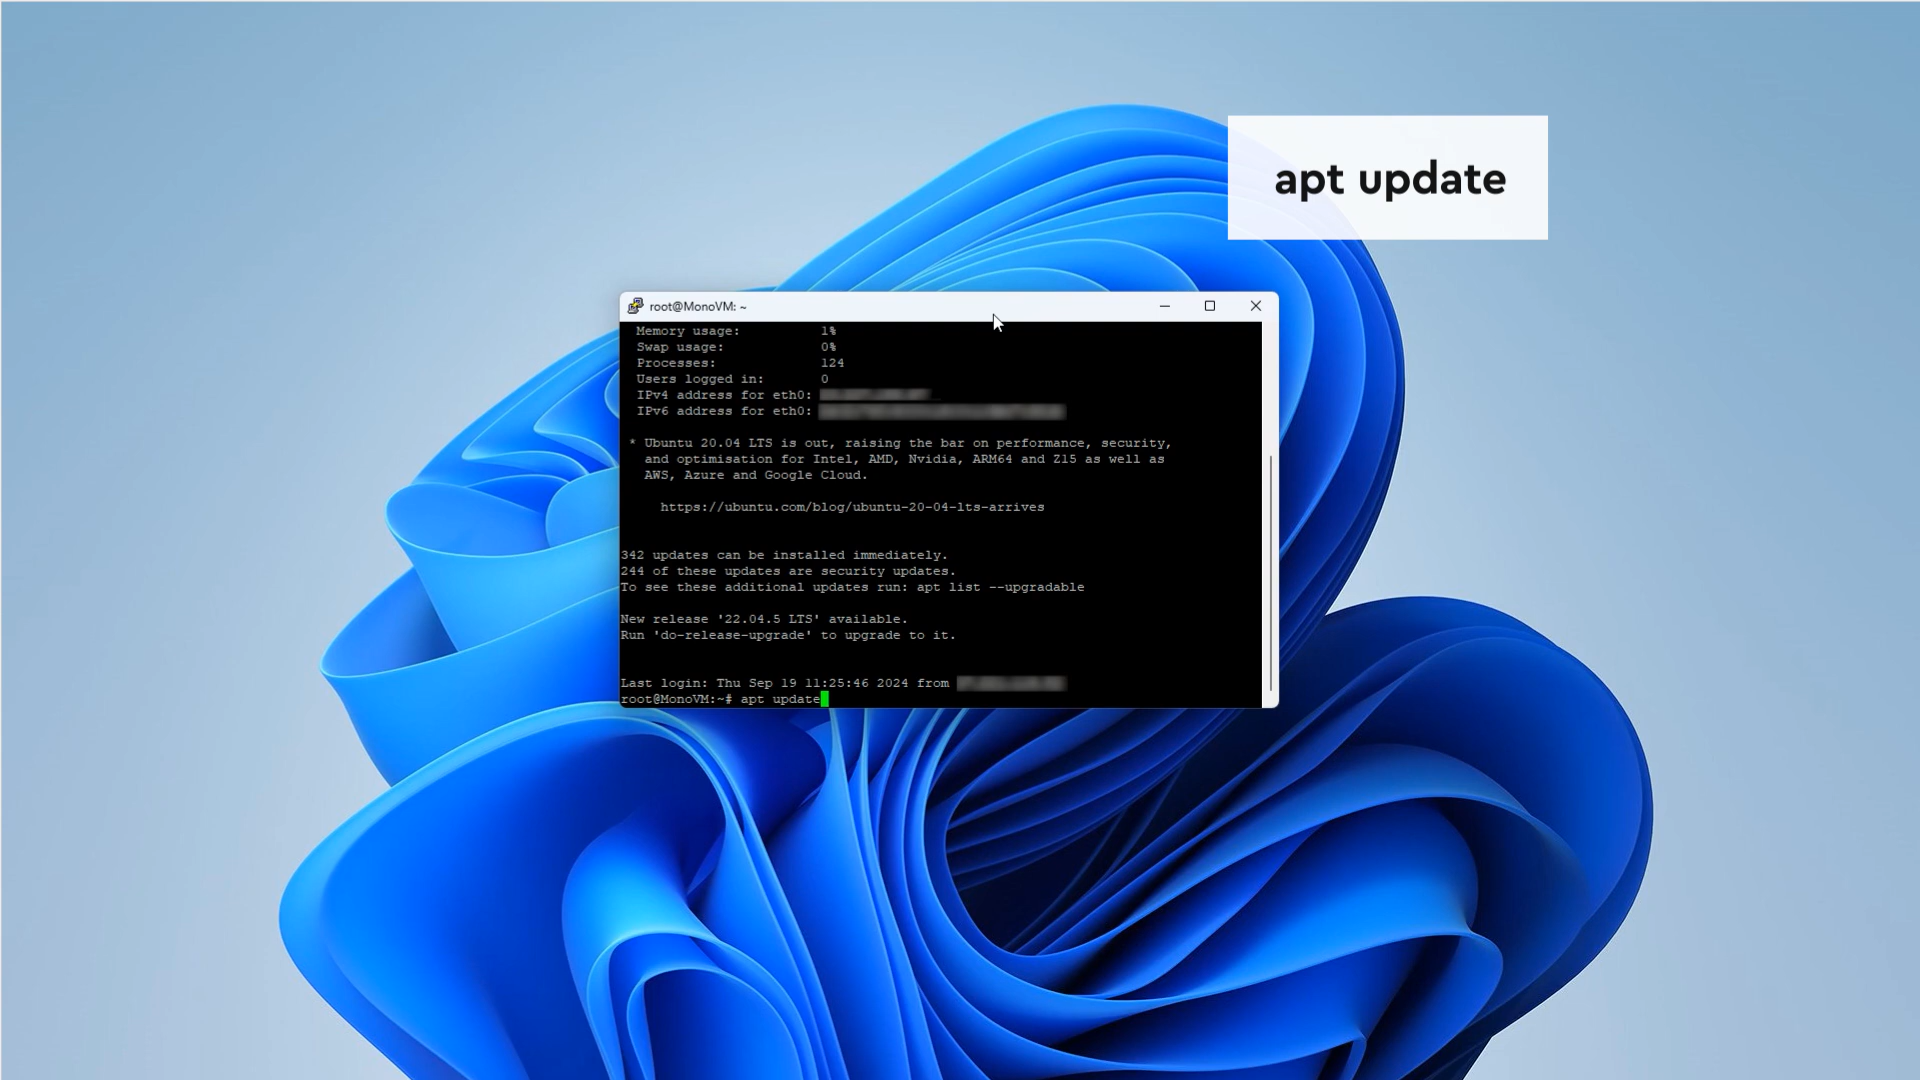 apt update
root@MonoVM: ~
Memory usage: 1%
Swap usage: 0%
Processes: 124
Users logged in: 0
IPv4 address for eth0:
IPv6 address for eth0:
* Ubuntu 20.04 LTS is out, raising the bar on performance, security,
and optimisation for Intel, AMD, Nvidia, ARM64 and Z15 as well as
AWS, Azure and Google Cloud.
https://ubuntu.com/blog/ubuntu-20-04-lts-arrives
342 updates can be installed immediately.
244 of these updates are security updates.
To see these additional updates run: apt list --upgradable
New release '22.04.5 LTS' available.
Run 'do-release-upgrade' to upgrade to it.
Last login: Thu Sep 19 11:25:46 2024 from
root@MonoVM:~# apt update